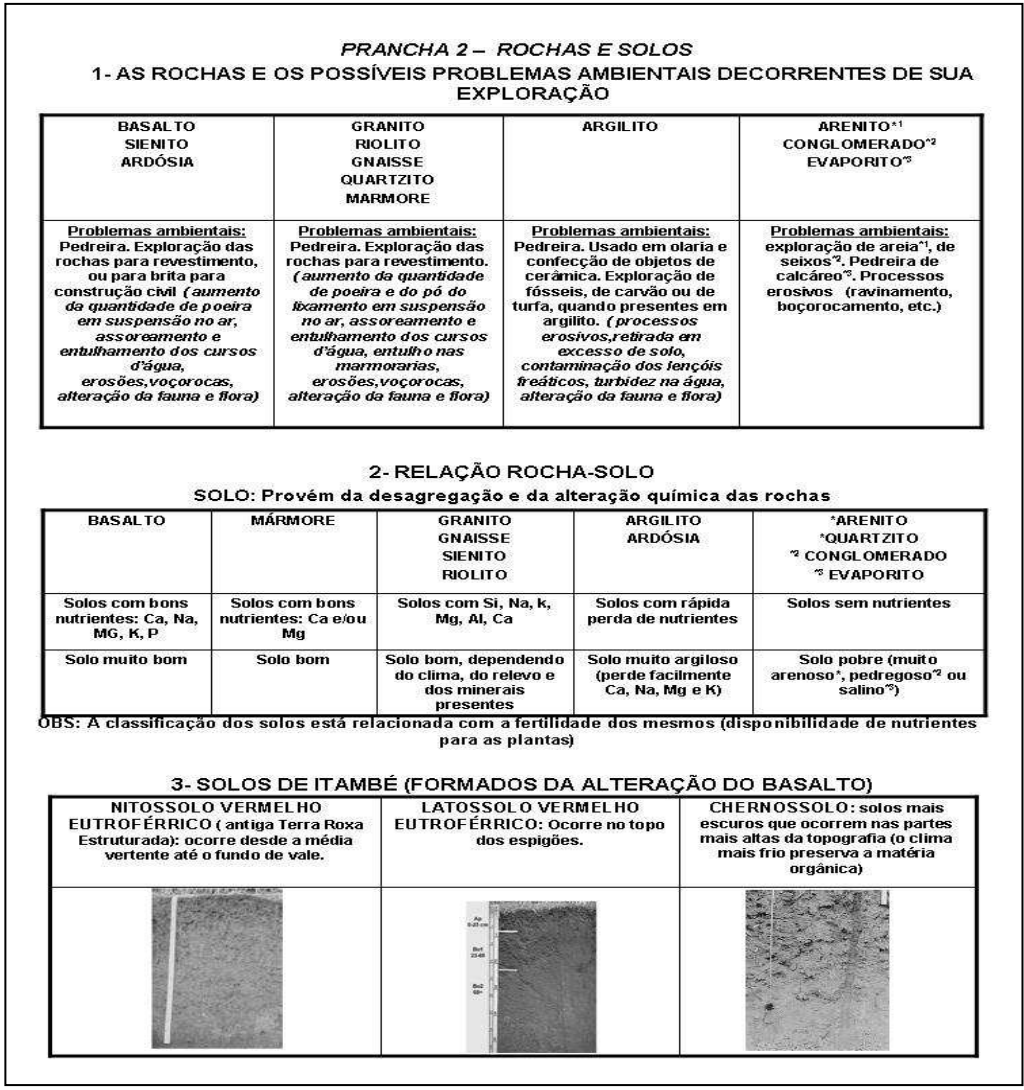 PRANCHA 2 – ROCHAS E SOLOS
1- AS ROCHAS E OS POSSÍVEIS PROBLEMAS AMBIENTAIS DECORRENTES DE SUA
EXPLORAÇÃO
BASALTO
SIENITO
ARDÓSIA
GRANITO
RIOLITO
GNAISSE
QUARTZITO
MARMORE
ARGILITO
ARENITO*1
CONGLOMERADO*2
EVAPORITO*3
Problemas ambientais:
Pedreira. Exploração das
rochas para revestimento,
ou para brita para
construção civil ( aumento
da quantidade de poeira
em suspensão no ar,
assoreamento e
entulhamento dos cursos
d'água,
erosões,voçorocas,
alteração da fauna e flora)
Problemas ambientais:
Pedreira. Exploração das
rochas para revestimento.
(aumento da quantidade
de poeira e do pó do
lixamento em suspensão
no ar, assoreamento e
entulhamento dos cursos
d'água, entulho nas
marmorarias,
erosões,voçorocas,
alteração da fauna e flora)
Problemas ambientais:
Pedreira. Usado em olaria e
confecção de objetos de
cerâmica. Exploração de
fósseis, de carvão ou de
turfa, quando presentes em
argilito. ( processos
erosivos,retirada em
excesso de solo,
contaminação dos lençóis
freáticos, turbidez na água,
alteração da fauna e flora)
Problemas ambientais:
exploração de areia*1, de
seixos*2. Pedreira de
calcáreo*3. Processos
erosivos (ravinamento,
boçorocamento, etc.)
2- RELAÇÃO ROCHA-SOLO
SOLO: Provém da desagregação e da alteração química das rochas
BASALTO
MÁRMORE
GRANITO
GNAISSE
SIENITO
RIOLITO
ARGILITO
ARDÓSIA
*ARENITO
*QUARTZITO
*2 CONGLOMERADO
*3 EVAPORITO
Solos com bons
nutrientes: Ca, Na,
MG, K, P
Solos com bons
nutrientes: Ca e/ou
Mg
Solos com Si, Na, k,
Mg, Al, Ca
Solos com rápida
perda de nutrientes
Solos sem nutrientes
Solo muito bom
Solo bom
Solo bom, dependendo
do clima, do relevo e
dos minerais
presentes
Solo muito argiloso
(perde facilmente
Ca, Na, Mg e K)
Solo pobre (muito
arenoso*, pedregoso*2 ou
salino*3)
OBS: A classificação dos solos está relacionada com a fertilidade dos mesmos (disponibilidade de nutrientes
para as plantas)
3- SOLOS DE ITAMBÉ (FORMADOS DA ALTERAÇÃO DO BASALTO)
NITOSSOLO VERMELHO
EUTROFÉRRICO ( antiga Terra Roxa
Estruturada): ocorre desde a média
vertente até o fundo de vale.
LATOSSOLO VERMELHO
EUTROFÉRRICO: Ocorre no topo
dos espigões.
CHERNOSSOLO: solos mais
escuros que ocorrem nas partes
mais altas da topografia (o clima
mais frio preserva a matéria
orgânica)
Ap